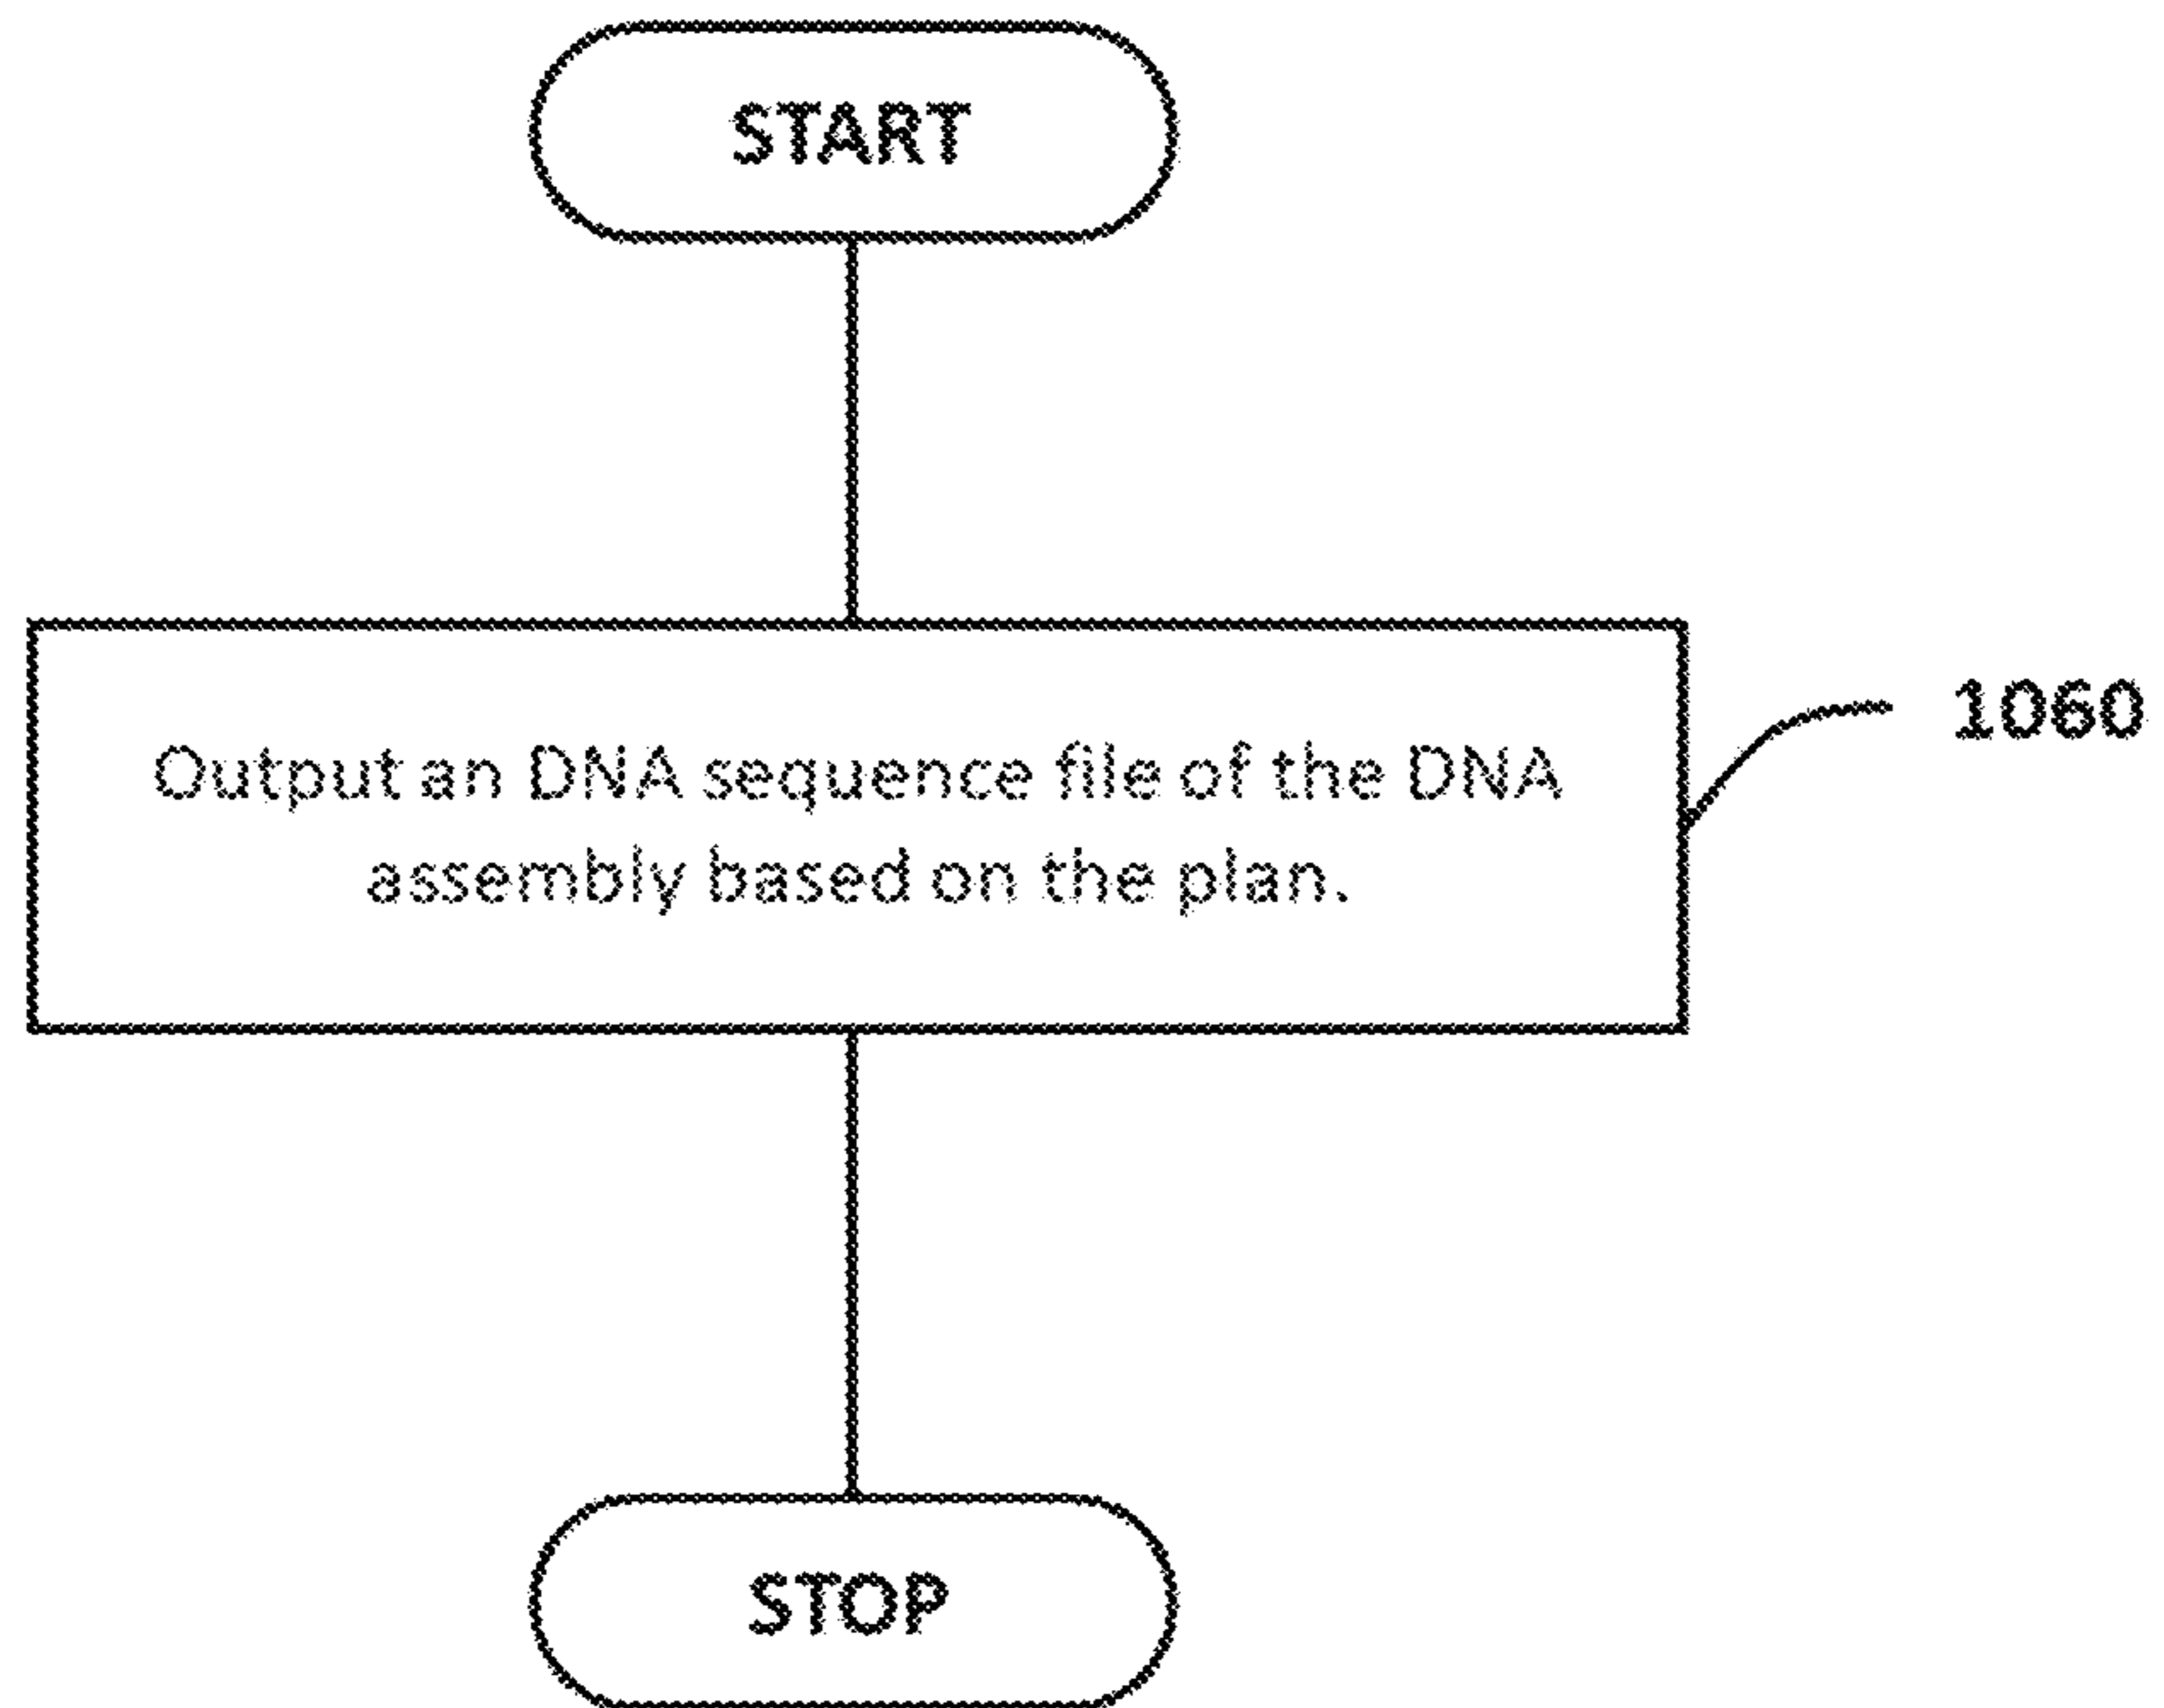 START
1060
Output an DNA sequence file of the DNA
assembly based on the plan.
STOP